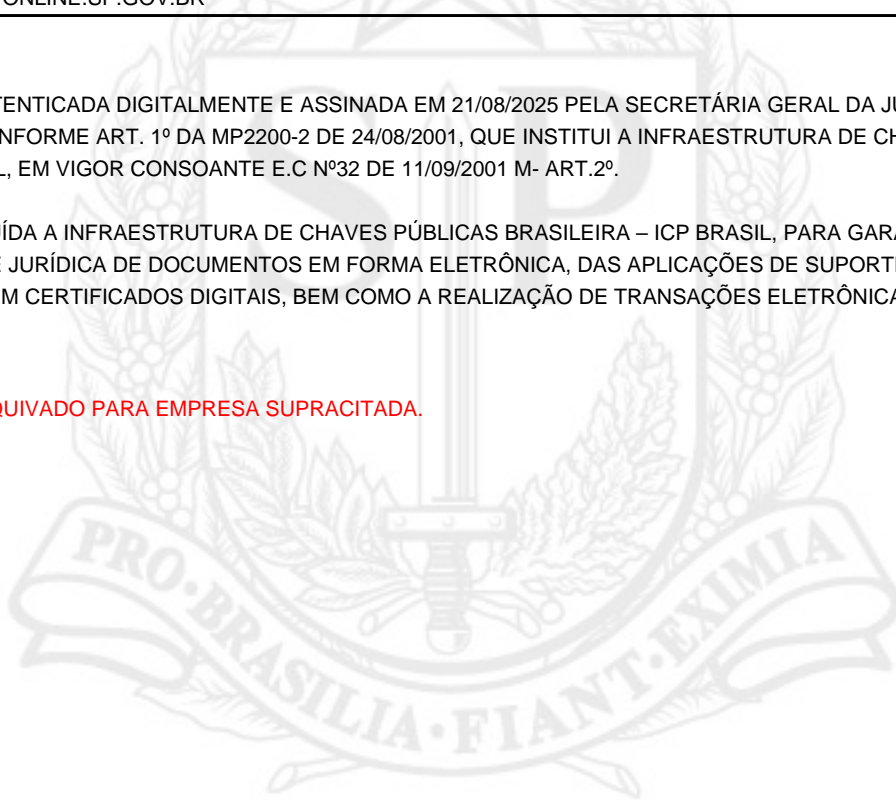 ONLINE.SP.GOV.BR
TENTICADA DIGITALMENTE E ASSINADA EM 21/08/2025 PELA SECRETÁRIA GERAL DA JU
NFORME ART. 1º DA MP2200-2 DE 24/08/2001, QUE INSTITUI A INFRAESTRUTURA DE CH
L, EM VIGOR CONSOANTE E.C Nº32 DE 11/09/2001 M- ART.2º.
ÍDA A INFRAESTRUTURA DE CHAVES PÚBLICAS BRASILEIRA – ICP BRASIL, PARA GARA
E JURÍDICA DE DOCUMENTOS EM FORMA ELETRÔNICA, DAS APLICAÇÕES DE SUPORTE
M CERTIFICADOS DIGITAIS, BEM COMO A REALIZAÇÃO DE TRANSAÇÕES ELETRÔNICA
QUIVADO PARA EMPRESA SUPRACITADA.
SP
PRO·BRASILIA·FIANT·EXIMIA